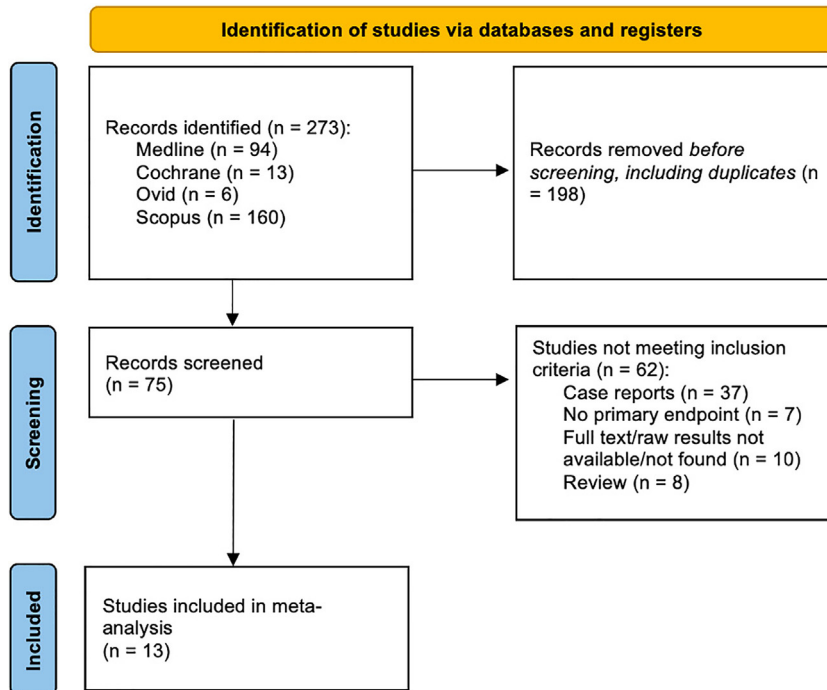 Identification of studies via databases and registers
Identification
Records identified (n = 273):
Medline (n = 94)
Cochrane (n = 13)
Ovid (n = 6)
Scopus (n = 160)
Records removed before
screening, including duplicates (n
= 198)
Screening
Records screened
(n = 75)
Studies not meeting inclusion
criteria (n = 62):
Case reports (n = 37)
No primary endpoint (n = 7)
Full text/raw results not
available/not found (n = 10)
Review (n = 8)
Included
Studies included in meta-
analysis
(n = 13)